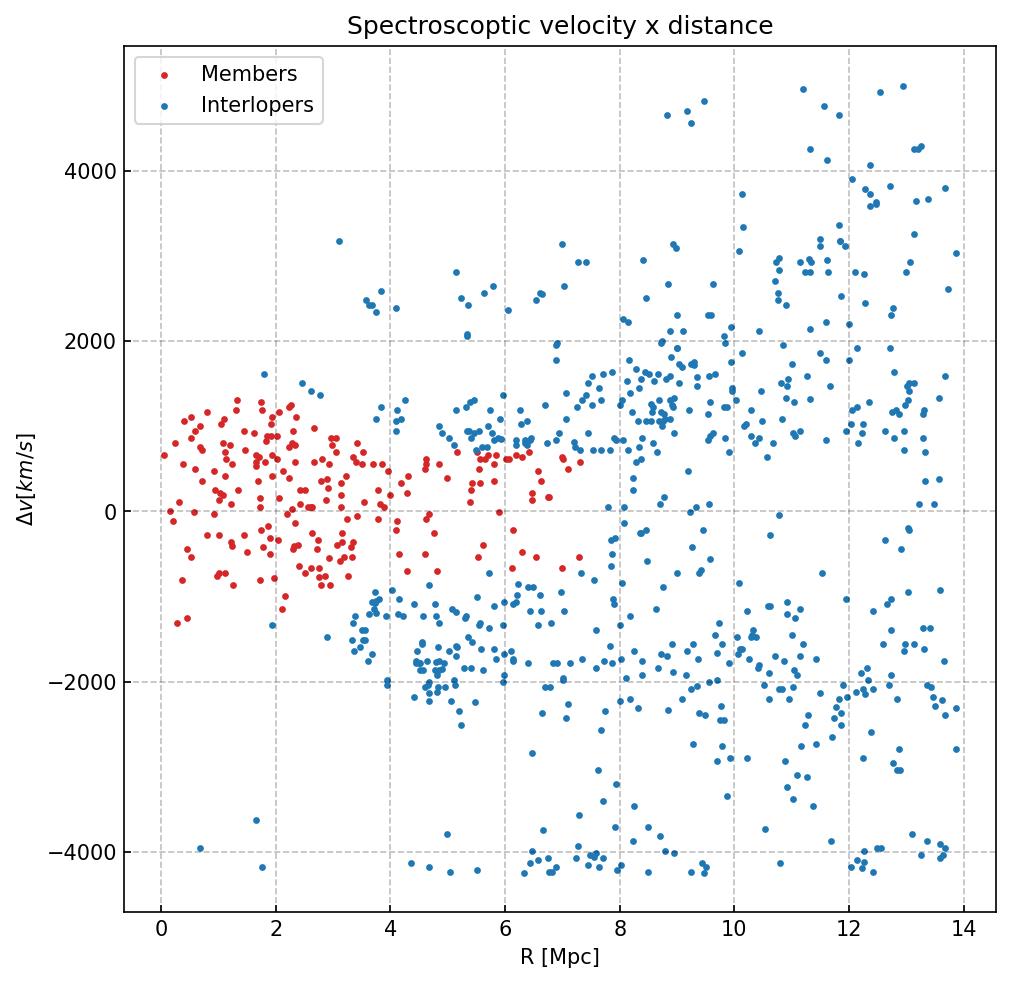 Spectroscoptic velocity x distance
Members
Interlopers
4000
2000
0
−2000
−4000
Δv[km/s]
0 2 4 6 8 10 12 14
R [Mpc]